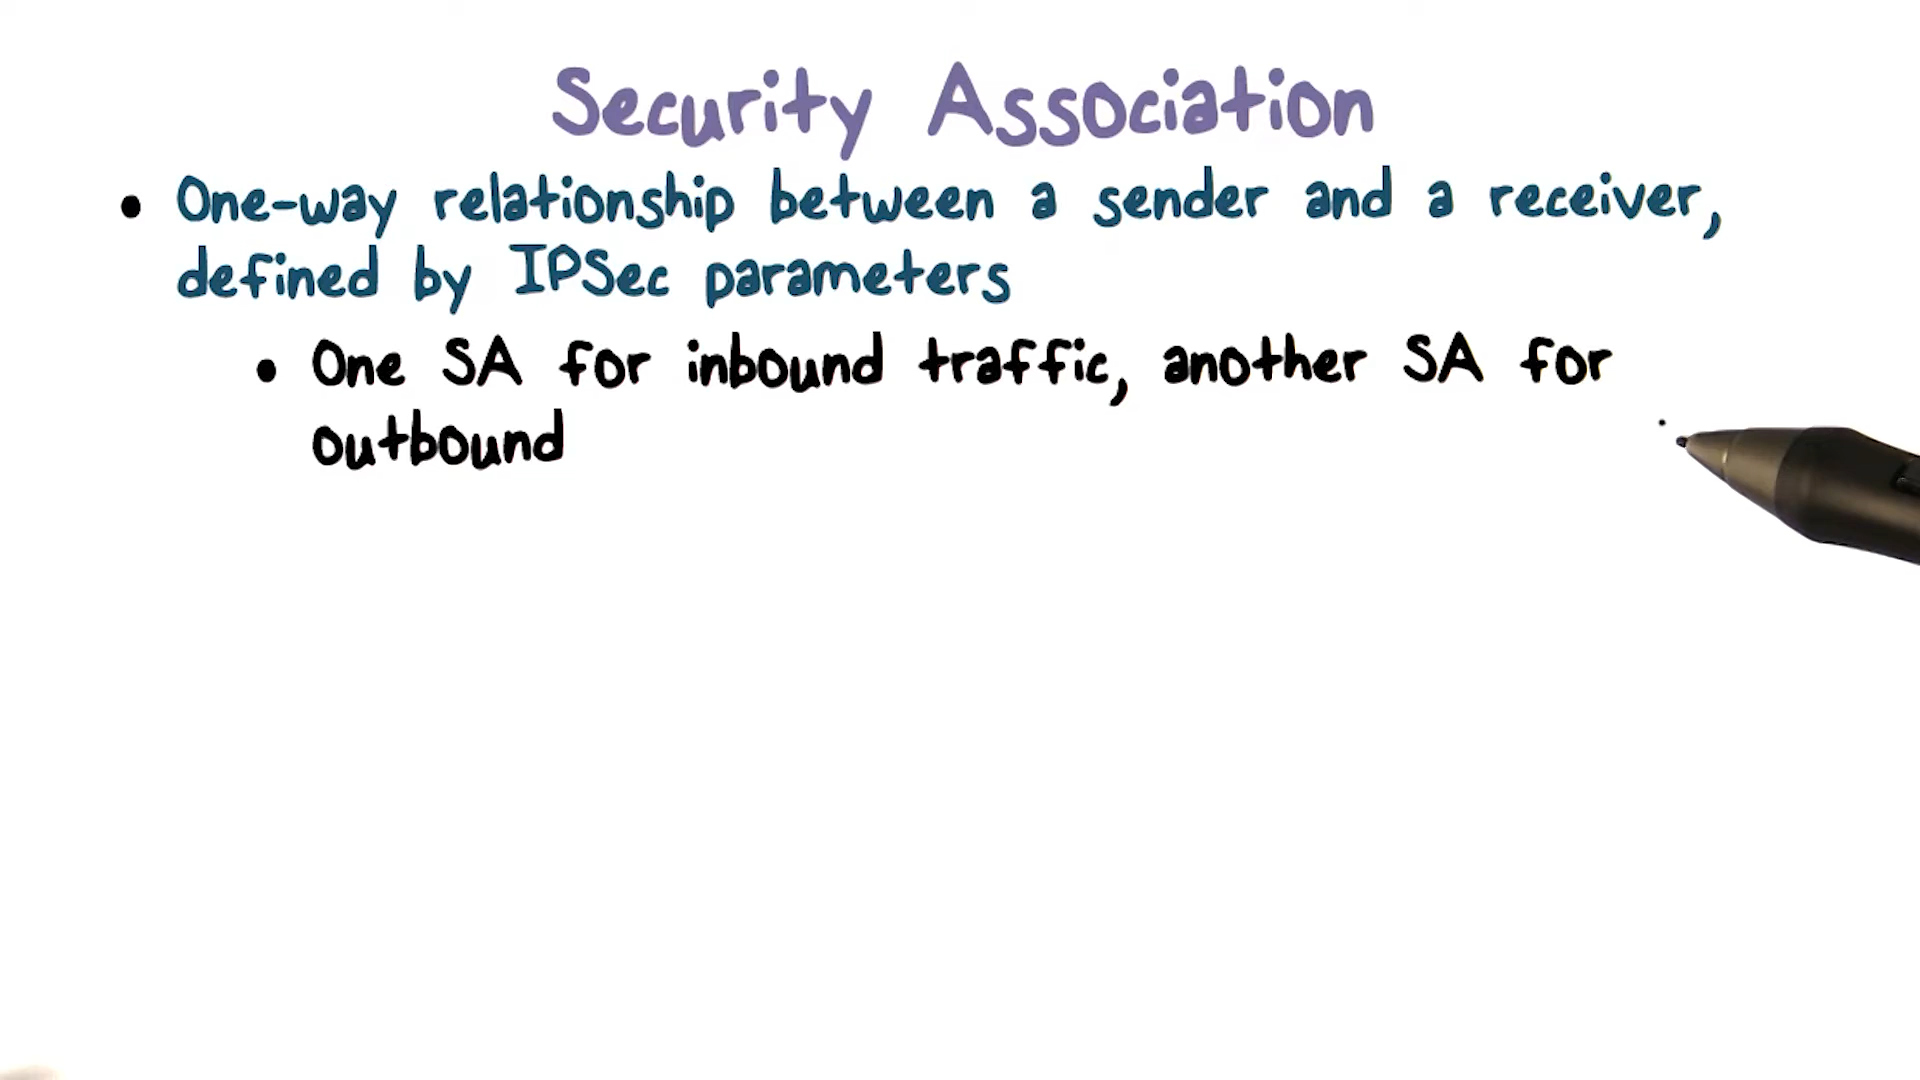 Security Association
• One-way relationship between a sender and a receiver,
defined by IPSec parameters
• One SA for inbound traffic, another SA for
outbound